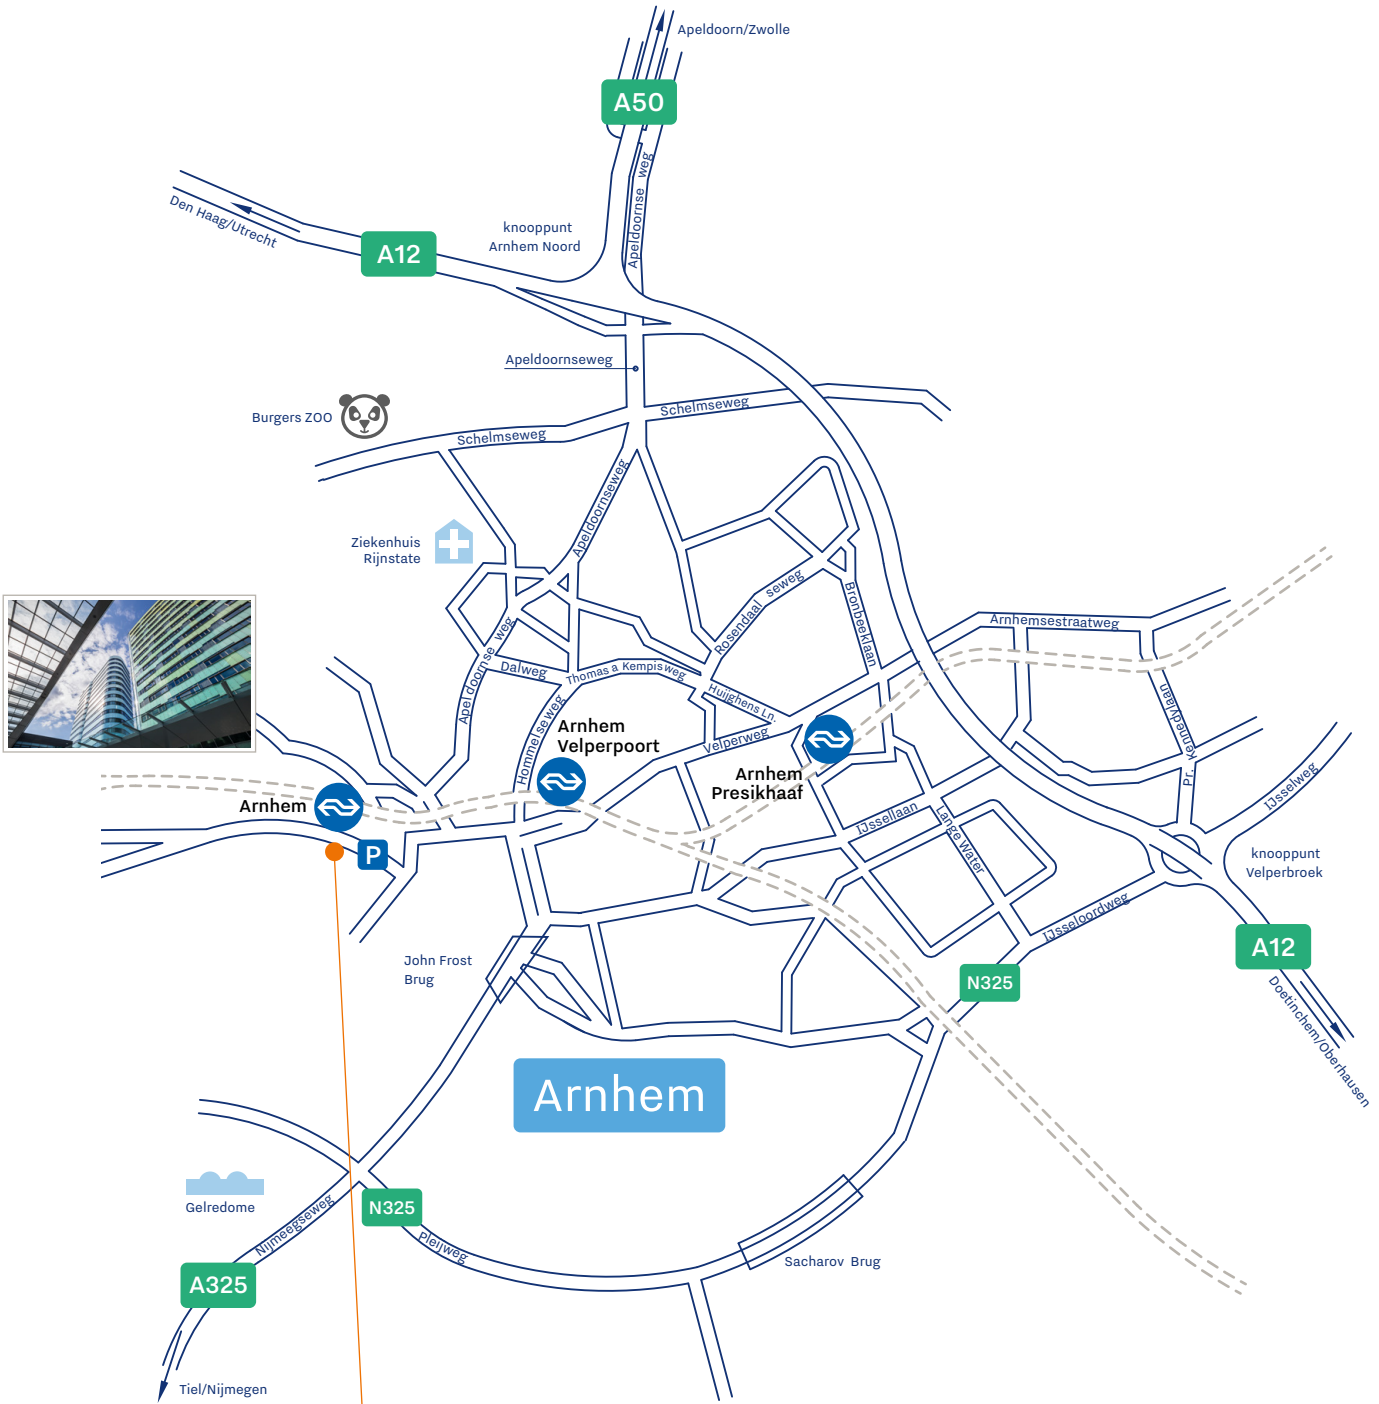 Apeldoorn/Zwolle
A50
Apeldoornse weg
Den Haag/Utrecht
A12
knooppunt
Arnhem Noord
Apeldoornseweg
Schelmseweg
Burgers ZOO
Schelmseweg
Apeldoornseweg
Ziekenhuis
Rijnstate
Rosendaal seweg
Bronbeeklaan
Arnhemsestraatweg
Apeldoornse weg
Dalweg
Thomas a Kempisweg
Huijghens Ln.
Hommelseweg
Arnhem
Velperpoort
Velperweg
Arnhem
Presikhaaf
Pr. Kennedylaan
IJsselweg
Arnhem
P
IJssellaan
Lange Water
knooppunt
Velperbroek
IJsseloordweg
A12
John Frost
Brug
N325
Doetinchem/Oberhausen
Arnhem
Gelredome
N325
Nijmeegseweg
Pleijweg
Sacharov Brug
A325
Tiel/Nijmegen